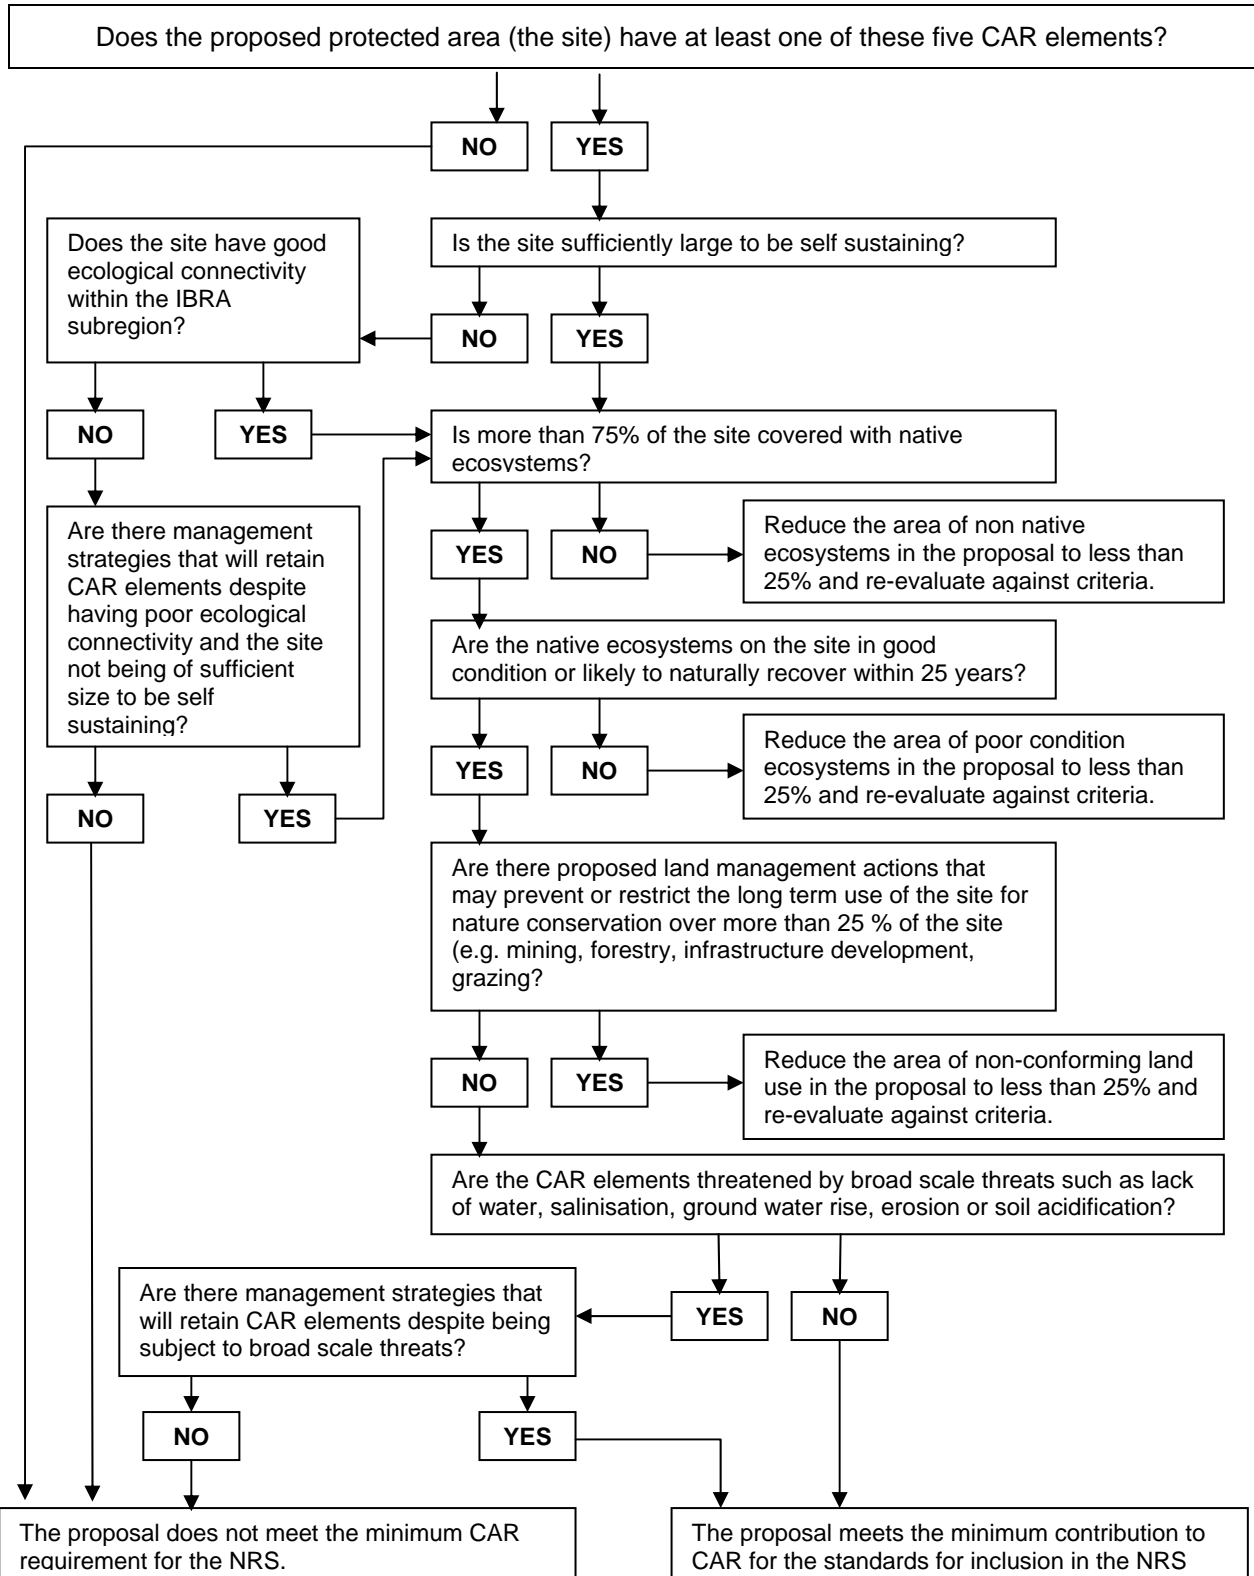 Does the proposed protected area (the site) have at least one of these five CAR elements?
NO
YES
Does the site have good
ecological connectivity
within the IBRA
subregion?
Is the site sufficiently large to be self sustaining?
NO
YES
NO
YES
Is more than 75% of the site covered with native
ecosystems?
Are there management
strategies that will retain
CAR elements despite
having poor ecological
connectivity and the site
not being of sufficient
size to be self
sustaining?
YES
NO
Reduce the area of non native
ecosystems in the proposal to less than
25% and re-evaluate against criteria.
Are the native ecosystems on the site in good
condition or likely to naturally recover within 25 years?
YES
NO
Reduce the area of poor condition
ecosystems in the proposal to less than
25% and re-evaluate against criteria.
NO
YES
Are there proposed land management actions that
may prevent or restrict the long term use of the site for
nature conservation over more than 25 % of the site
(e.g. mining, forestry, infrastructure development,
grazing?
NO
YES
Reduce the area of non-conforming land
use in the proposal to less than 25% and
re-evaluate against criteria.
Are the CAR elements threatened by broad scale threats such as lack
of water, salinisation, ground water rise, erosion or soil acidification?
Are there management strategies that
will retain CAR elements despite being
subject to broad scale threats?
YES
NO
NO
YES
The proposal does not meet the minimum CAR
requirement for the NRS.
The proposal meets the minimum contribution to
CAR for the standards for inclusion in the NRS